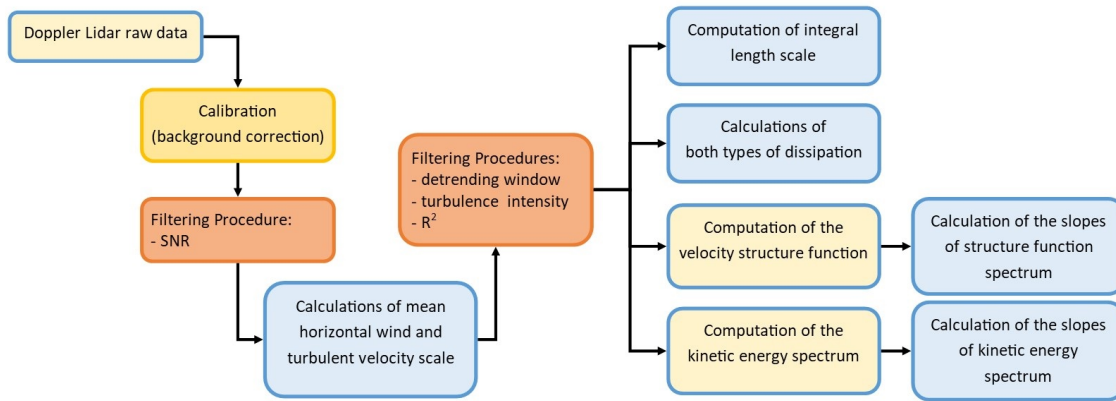 Doppler Lidar raw data
Calibration
(background correction)
Filtering Procedure:
- SNR
Calculations of mean
horizontal wind and
turbulent velocity scale
Filtering Procedures:
- detrending window
- turbulence intensity
- R²
Computation of integral
length scale
Calculations of
both types of dissipation
Computation of the
velocity structure function
Calculation of the slopes
of structure function
spectrum
Computation of the
kinetic energy spectrum
Calculation of the slopes
of kinetic energy
spectrum